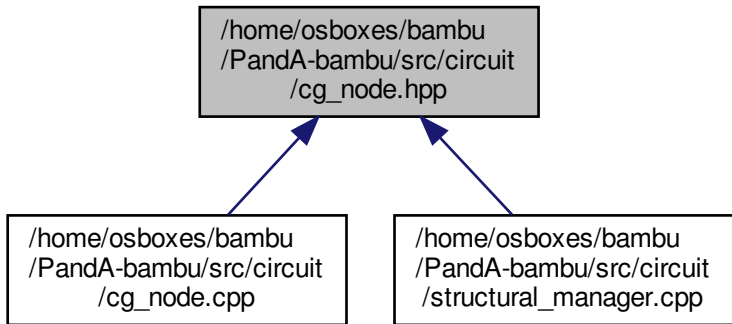 /home/osboxes/bambu
/PandA-bambu/src/circuit
/cg_node.hpp
/home/osboxes/bambu
/PandA-bambu/src/circuit
/cg_node.cpp
/home/osboxes/bambu
/PandA-bambu/src/circuit
/structural_manager.cpp